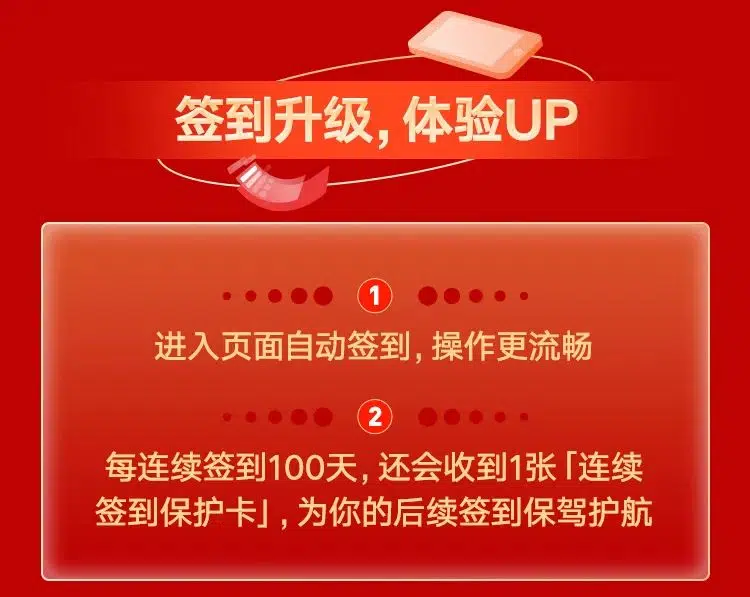 签到升级，体验UP
1
进入页面自动签到，操作更流畅
2
每连续签到100天，还会收到1张「连续
签到保护卡」，为你的后续签到保驾护航